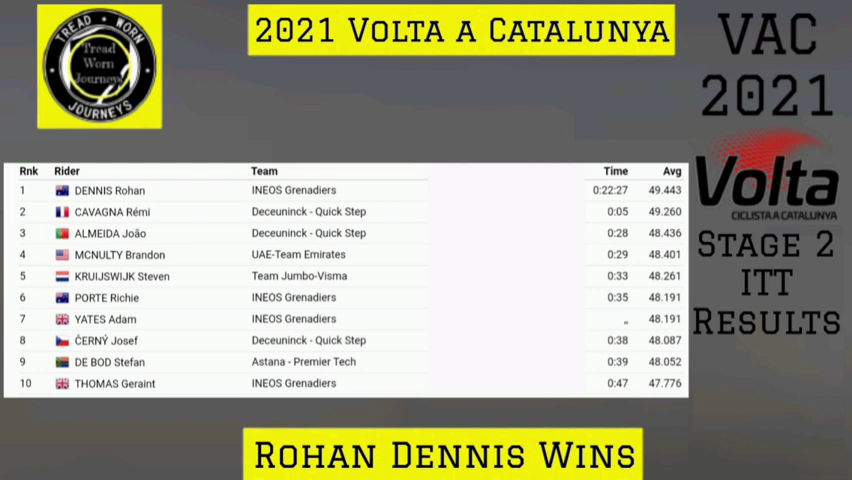 TREAD WORN
Tread
Worn
Journeys
JOURNEYS
2021 Volta a Catalunya
VAC
2021
Volta
CICLISTA A CATALUNYA
Stage 2
ITT
Results
Rnk Rider Team Time Avg
1 DENNIS Rohan INEOS Grenadiers 0:22:27 49.443
2 CAVAGNA Rémi Deceuninck - Quick Step 0:05 49.260
3 ALMEIDA João Deceuninck - Quick Step 0:28 48.436
4 MCNULTY Brandon UAE-Team Emirates 0:29 48.401
5 KRUIJSWIJK Steven Team Jumbo-Visma 0:33 48.261
6 PORTE Richie INEOS Grenadiers 0:35 48.191
7 YATES Adam INEOS Grenadiers ,, 48.191
8 ČERNÝ Josef Deceuninck - Quick Step 0:38 48.087
9 DE BOD Stefan Astana - Premier Tech 0:39 48.052
10 THOMAS Geraint INEOS Grenadiers 0:47 47.776
Rohan Dennis Wins